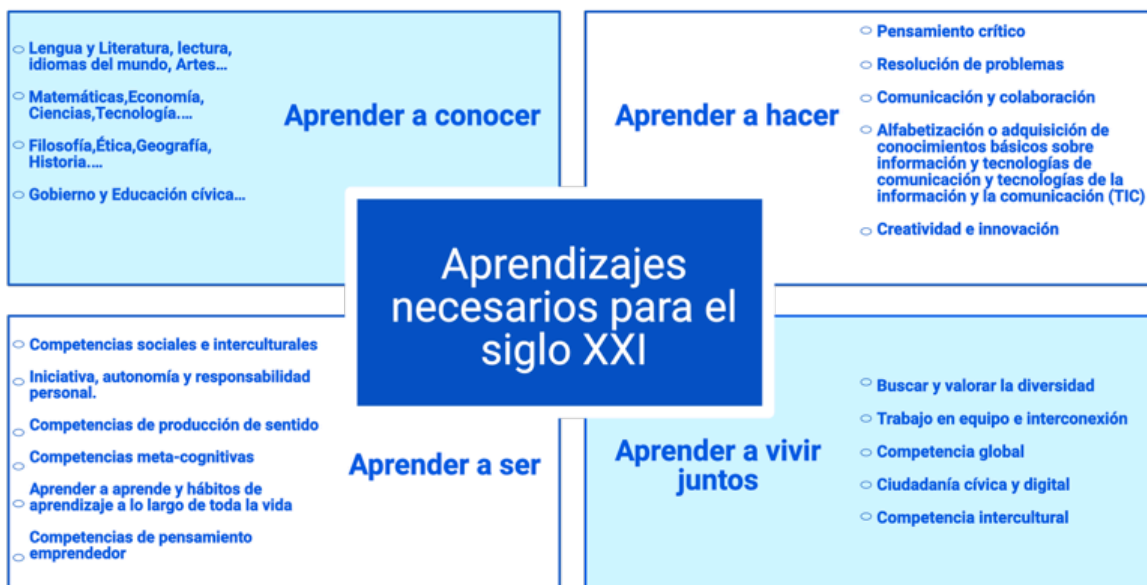 Lengua y Literatura, lectura,
idiomas del mundo, Artes...
Matemáticas,Economía,
Ciencias,Tecnología....
Filosofía,Ética,Geografía,
Historia....
Gobierno y Educación cívica...
Aprender a conocer
Aprender a hacer
Pensamiento crítico
Resolución de problemas
Comunicación y colaboración
Alfabetización o adquisición de
conocimientos básicos sobre
información y tecnologías de
comunicación y tecnologías de la
información y la comunicación (TIC)
Creatividad e innovación
Aprendizajes
necesarios para el
siglo XXI
Competencias sociales e interculturales
Iniciativa, autonomía y responsabilidad
personal.
Competencias de producción de sentido
Competencias meta-cognitivas
Aprender a aprende y hábitos de
aprendizaje a lo largo de toda la vida
Competencias de pensamiento
emprendedor
Aprender a ser
Aprender a vivir
juntos
Buscar y valorar la diversidad
Trabajo en equipo e interconexión
Competencia global
Ciudadanía cívica y digital
Competencia intercultural